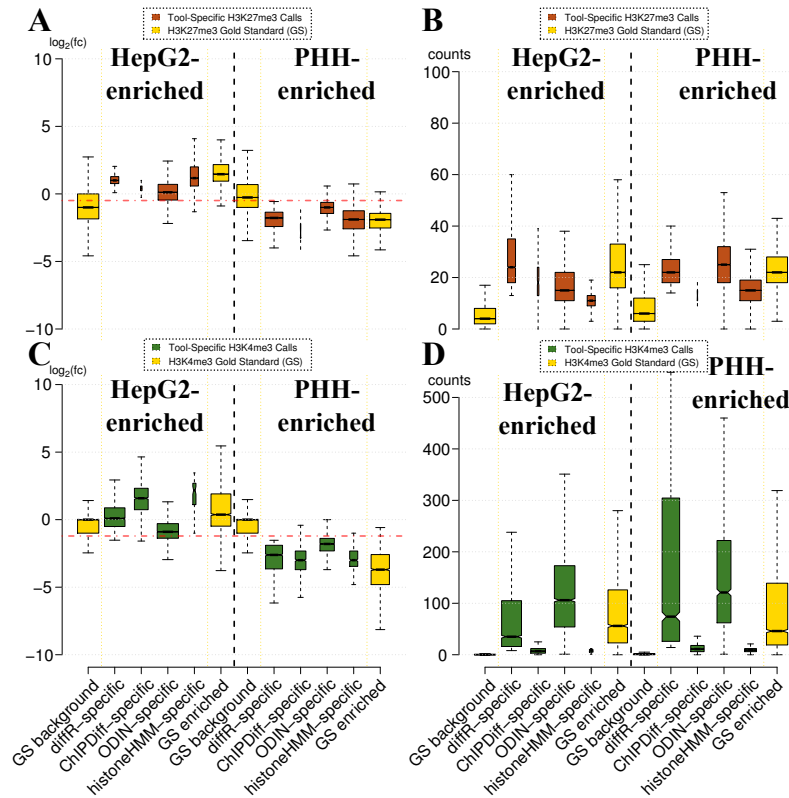 A
Tool-Specific H3K27me3 Calls
H3K27me3 Gold Standard (GS)
log2(fc)
HepG2-
enriched
PHH-
enriched
10
5
0
−5
−10
B
Tool-Specific H3K27me3 Calls
H3K27me3 Gold Standard (GS)
counts
HepG2-
enriched
PHH-
enriched
100
80
60
40
20
0
C
Tool-Specific H3K4me3 Calls
H3K4me3 Gold Standard (GS)
log2(fc)
HepG2-
enriched
PHH-
enriched
10
5
0
−5
−10
GS background
diffR−specific
ChIPDiff−specific
ODIN−specific
histoneHMM−specific
GS enriched
GS background
diffR−specific
ChIPDiff−specific
ODIN−specific
histoneHMM−specific
GS enriched
D
Tool-Specific H3K4me3 Calls
H3K4me3 Gold Standard (GS)
counts
HepG2-
enriched
PHH-
enriched
500
400
300
200
100
0
GS background
diffR−specific
ChIPDiff−specific
ODIN−specific
histoneHMM−specific
GS enriched
GS background
diffR−specific
ChIPDiff−specific
ODIN−specific
histoneHMM−specific
GS enriched